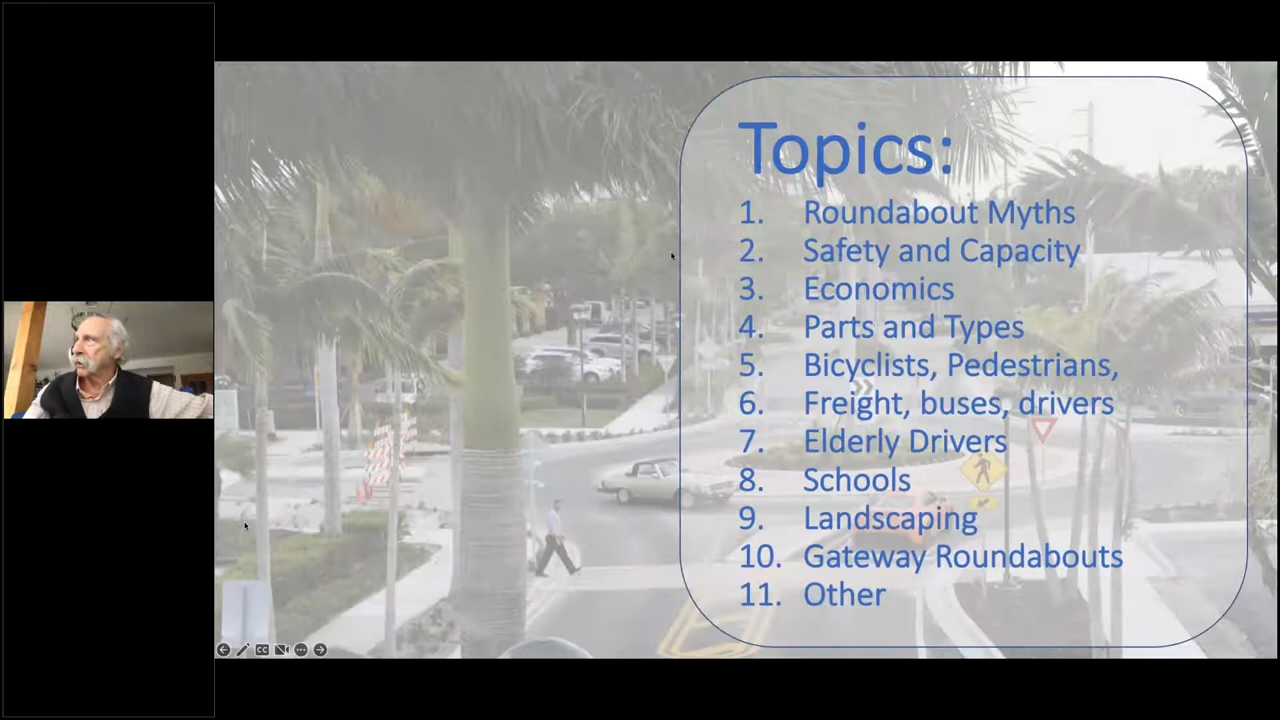 Topics:
1. Roundabout Myths
2. Safety and Capacity
3. Economics
4. Parts and Types
5. Bicyclists, Pedestrians,
6. Freight, buses, drivers
7. Elderly Drivers
8. Schools
9. Landscaping
10. Gateway Roundabouts
11. Other
CC